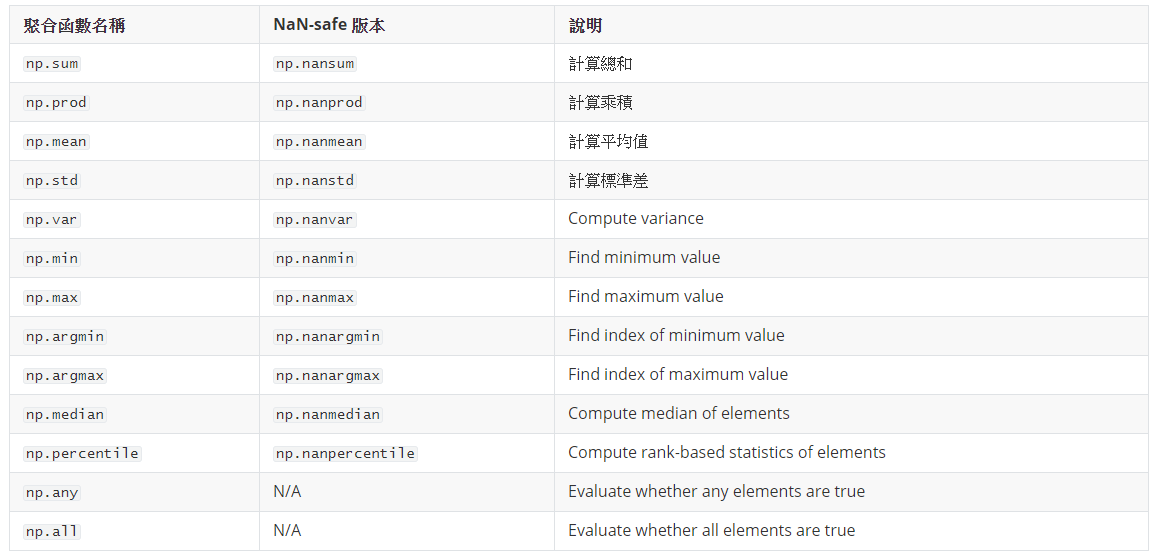 聚合函數名稱 NaN-safe 版本 說明
np.sum np.nansum 計算總和
np.prod np.nanprod 計算乘積
np.mean np.nanmean 計算平均值
np.std np.nanstd 計算標準差
np.var np.nanvar Compute variance
np.min np.nanmin Find minimum value
np.max np.nanmax Find maximum value
np.argmin np.nanargmin Find index of minimum value
np.argmax np.nanargmax Find index of maximum value
np.median np.nanmedian Compute median of elements
np.percentile np.nanpercentile Compute rank-based statistics of elements
np.any N/A Evaluate whether any elements are true
np.all N/A Evaluate whether all elements are true